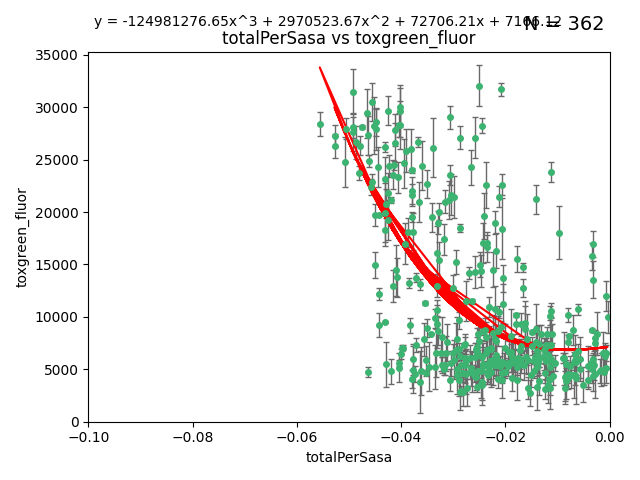 y = -124981276.65x^3 + 2970523.67x^2 + 72706.21x + 7166.12
N = 362
totalPerSasa vs toxgreen_fluor
35000
30000
25000
20000
15000
10000
5000
0
toxgreen_fluor
−0.10 −0.08 −0.06 −0.04 −0.02 0.00
totalPerSasa